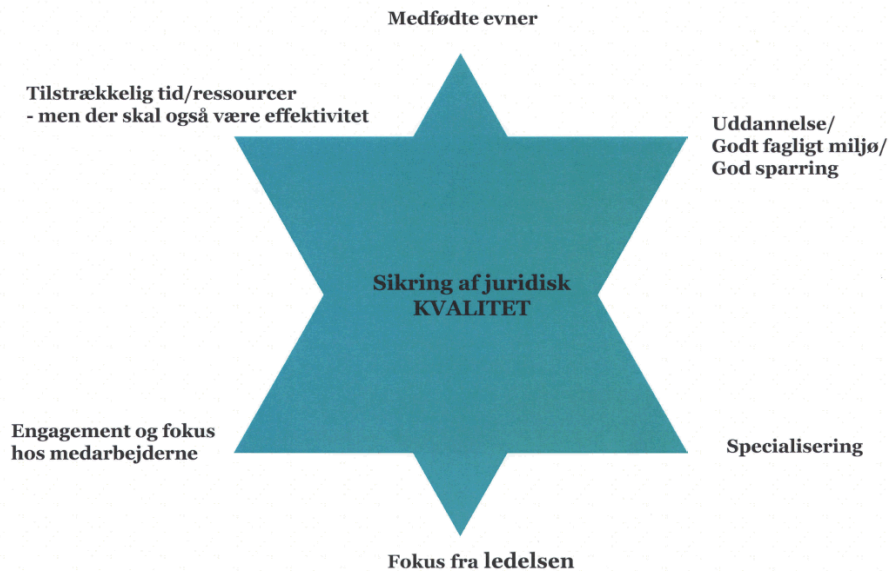 Medfødte evner
Tilstrækkelig tid/ressourcer
- men der skal også være effektivitet
Uddannelse/
Godt fagligt miljø/
God sparring
Sikring af juridisk
KVALITET
Engagement og fokus
hos medarbejderne
Specialisering
Fokus fra ledelsen